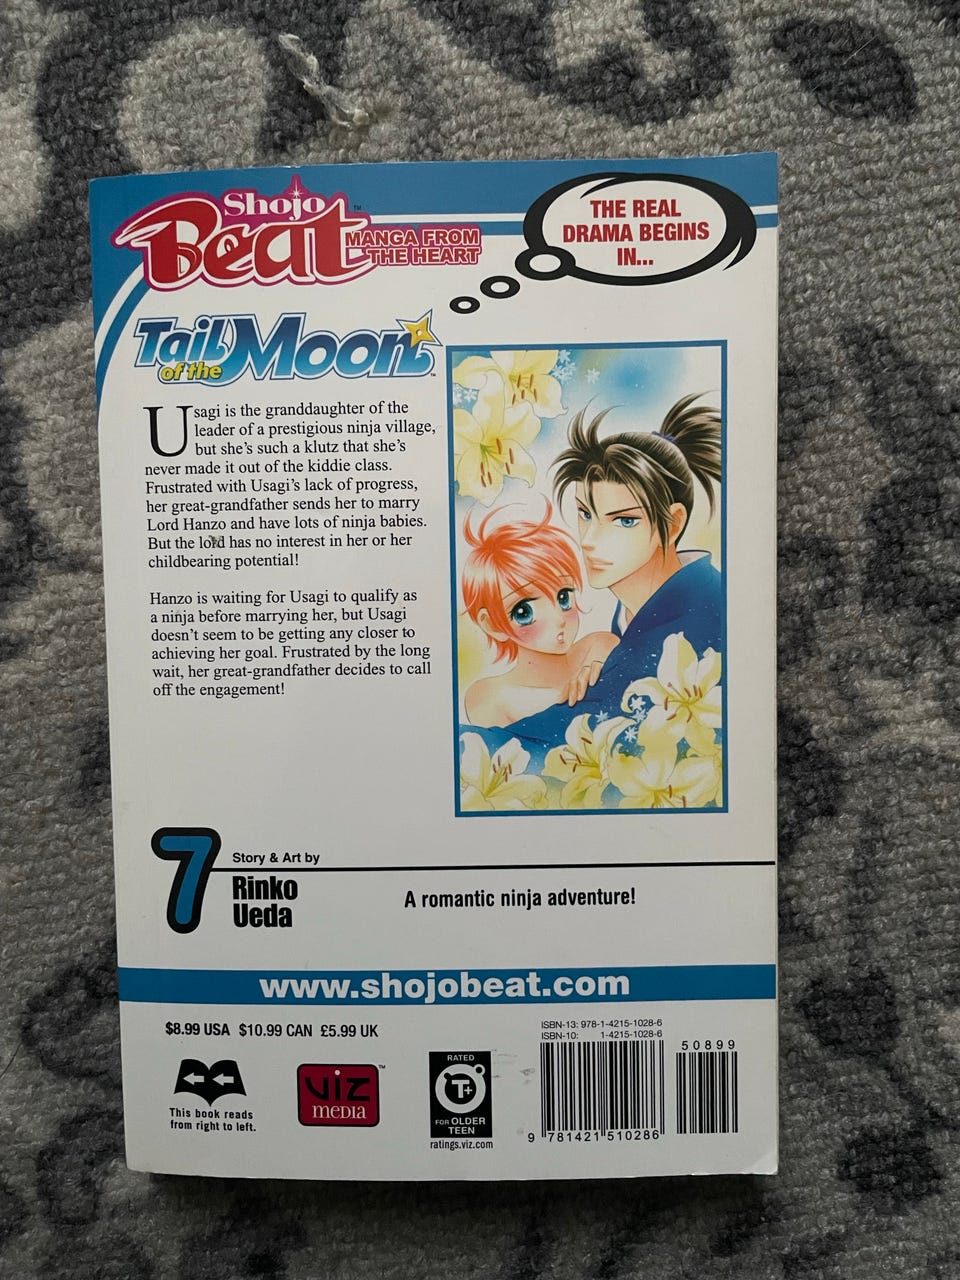 Shojo
Beat™
MANGA FROM
THE HEART
THE REAL
DRAMA BEGINS
IN...
Tail
of the
Moon™
Usagi is the granddaughter of the
leader of a prestigious ninja village,
but she's such a klutz that she's
never made it out of the kiddie class.
Frustrated with Usagi's lack of progress,
her great-grandfather sends her to marry
Lord Hanzo and have lots of ninja babies.
But the lord has no interest in her or her
childbearing potential!
Hanzo is waiting for Usagi to qualify as
a ninja before marrying her, but Usagi
doesn't seem to be getting any closer to
achieving her goal. Frustrated by the long
wait, her great-grandfather decides to call
off the engagement!
7
Story & Art by
Rinko
Ueda
A romantic ninja adventure!
www.shojobeat.com
$8.99 USA $10.99 CAN £5.99 UK
This book reads
from right to left.
viz™
MEDIA
RATED
T+
FOR OLDER
TEEN
ratings.viz.com
ISBN-13: 978-1-4215-1028-6
ISBN-10: 1-4215-1028-6
50899
9 781421 510286